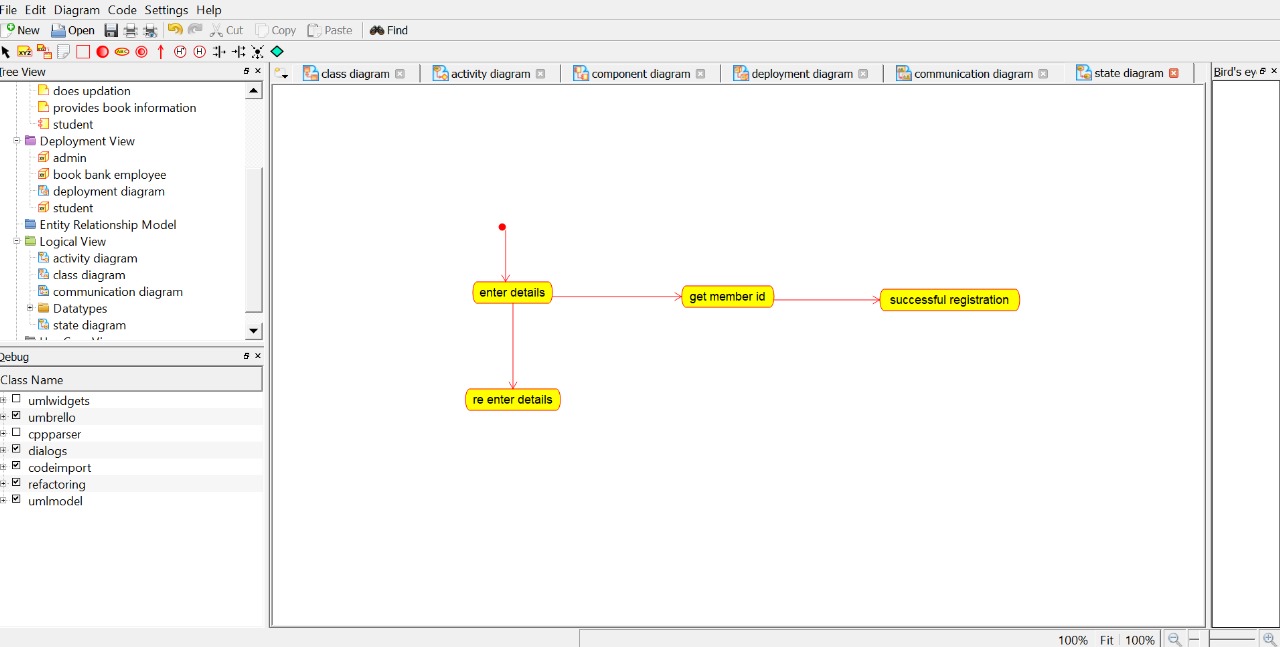 File Edit Diagram Code Settings Help
New Open Cut Copy Paste Find
XYZ ABC H* H
Tree View
class diagram activity diagram component diagram deployment diagram communication diagram state diagram
Bird's ey
does updation
provides book information
student
Deployment View
admin
book bank employee
deployment diagram
student
Entity Relationship Model
Logical View
activity diagram
class diagram
communication diagram
Datatypes
state diagram
Debug
Class Name
umlwidgets
umbrello
cppparser
dialogs
codeimport
refactoring
umlmodel
enter details
get member id
successful registration
re enter details
100% Fit 100%